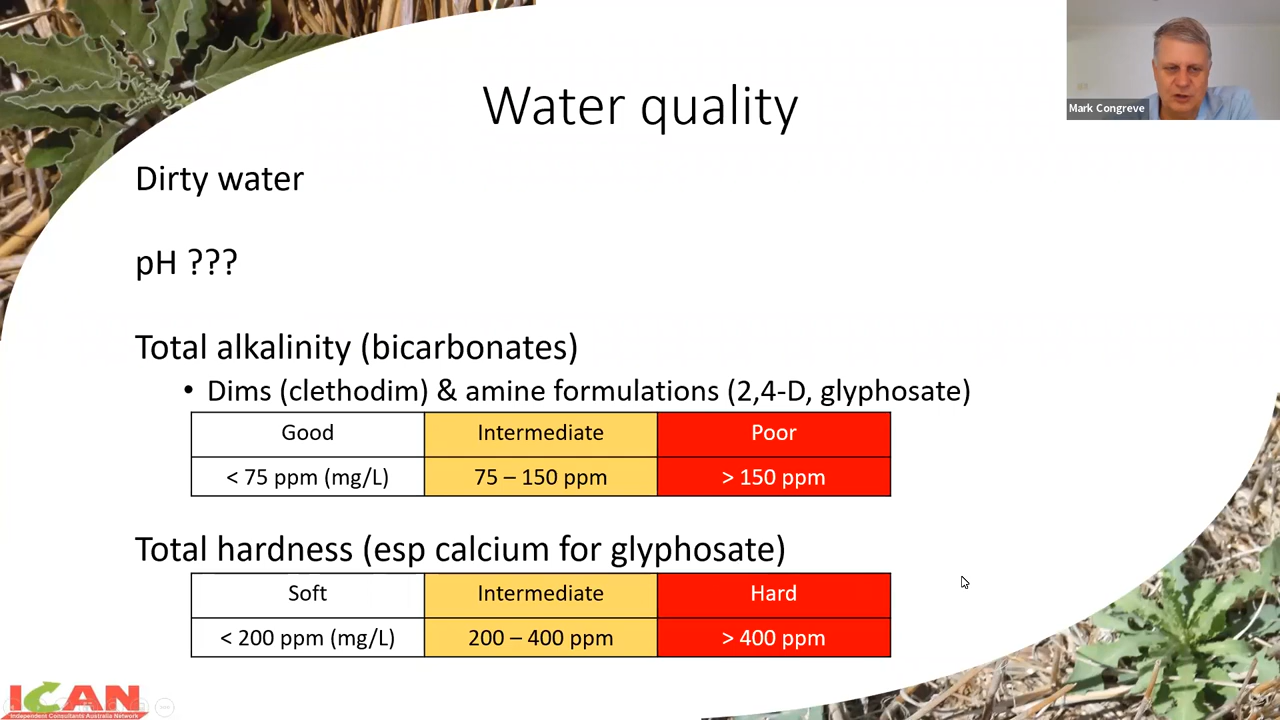 Water quality
Mark Congreve
Dirty water
pH ???
Total alkalinity (bicarbonates)
• Dims (clethodim) & amine formulations (2,4-D, glyphosate)
Good Intermediate Poor
< 75 ppm (mg/L) 75 – 150 ppm > 150 ppm
Total hardness (esp calcium for glyphosate)
Soft Intermediate Hard
< 200 ppm (mg/L) 200 – 400 ppm > 400 ppm
ICAN
Independent Consultants Australia Network